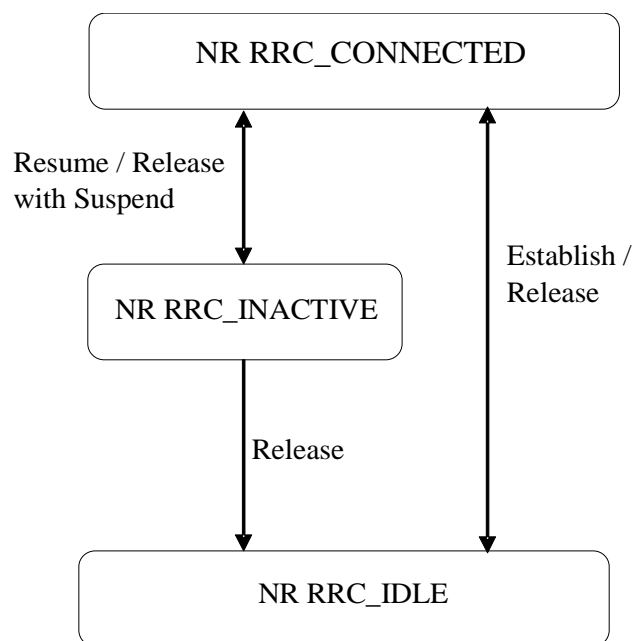 NR RRC_CONNECTED
Resume / Release
with Suspend
Establish /
Release
NR RRC_INACTIVE
Release
NR RRC_IDLE